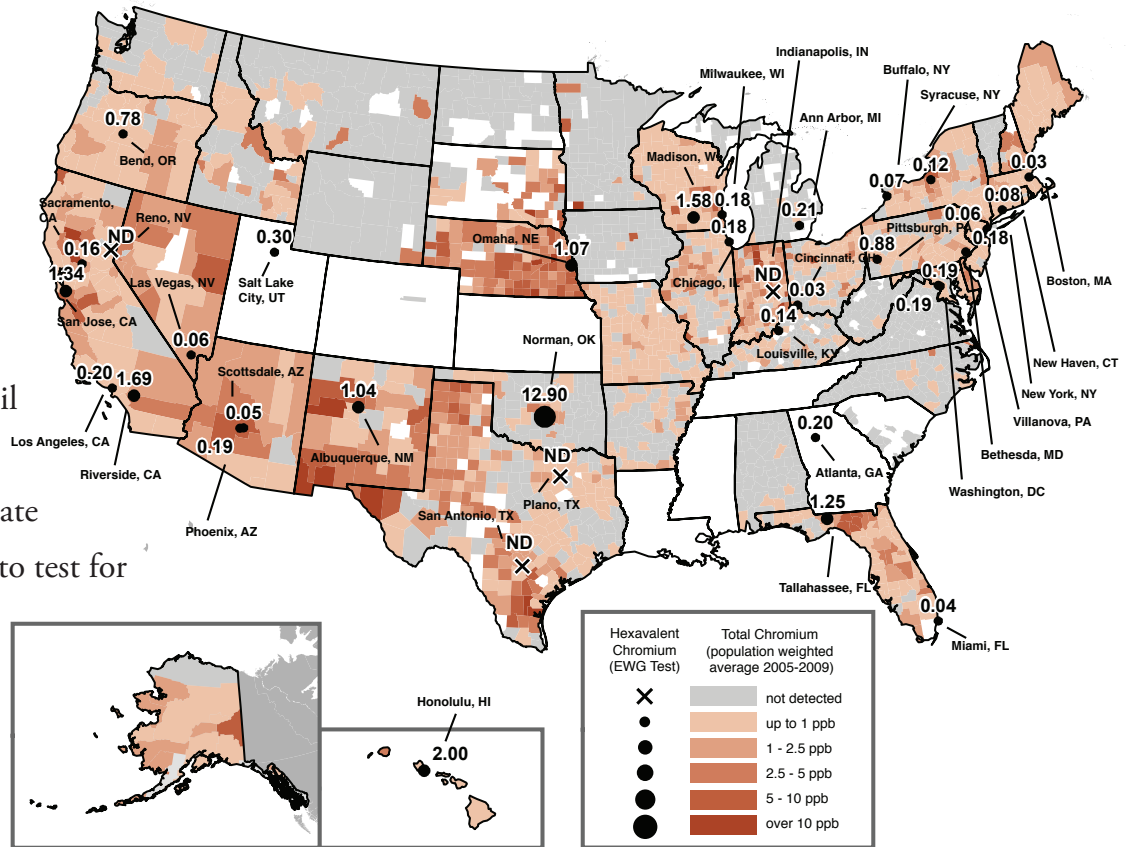 Indianapolis, IN
Milwaukee, WI
Buffalo, NY
Syracuse, NY
Ann Arbor, MI
0.78
Bend, OR
Madison, W
1.58
0.18
0.18
0.21
0.07
0.12
0.03
0.08
0.06
0.18
Sacramento,
CA
Reno, NV
ND
0.16
1.34
0.30
Salt Lake
City, UT
Omaha, NE
1.07
Pittsburgh, PA
0.88
Cincinnati, OH
Chicago, IL
ND
0.03
0.14
Louisville, KY
0.19
0.19
Boston, MA
Las Vegas, NV
San Jose, CA
0.06
Norman, OK
12.90
New Haven, CT
New York, NY
Villanova, PA
Bethesda, MD
Washington, DC
0.20
1.69
Scottsdale, AZ
0.05
0.19
1.04
Albuquerque, NM
il
Los Angeles, CA
Riverside, CA
Phoenix, AZ
ate
to test for
ND
Plano, TX
San Antonio, TX
ND
0.20
Atlanta, GA
1.25
Tallahassee, FL
0.04
Miami, FL
Honolulu, HI
2.00
Hexavalent
Chromium
(EWG Test)
Total Chromium
(population weighted
average 2005-2009)
not detected
up to 1 ppb
1 - 2.5 ppb
2.5 - 5 ppb
5 - 10 ppb
over 10 ppb